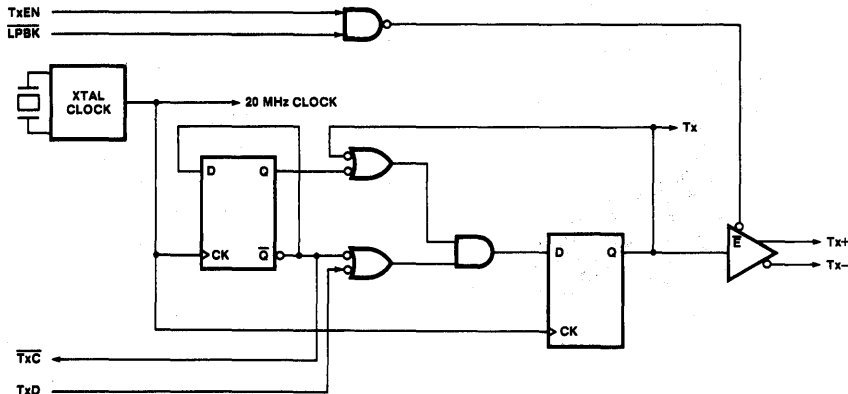 TxEN
LPBK
XTAL
CLOCK
20 MHz CLOCK
Tx
D
Q
CK
Q
E
Tx+
Tx–
D
Q
CK
TxC
TxD